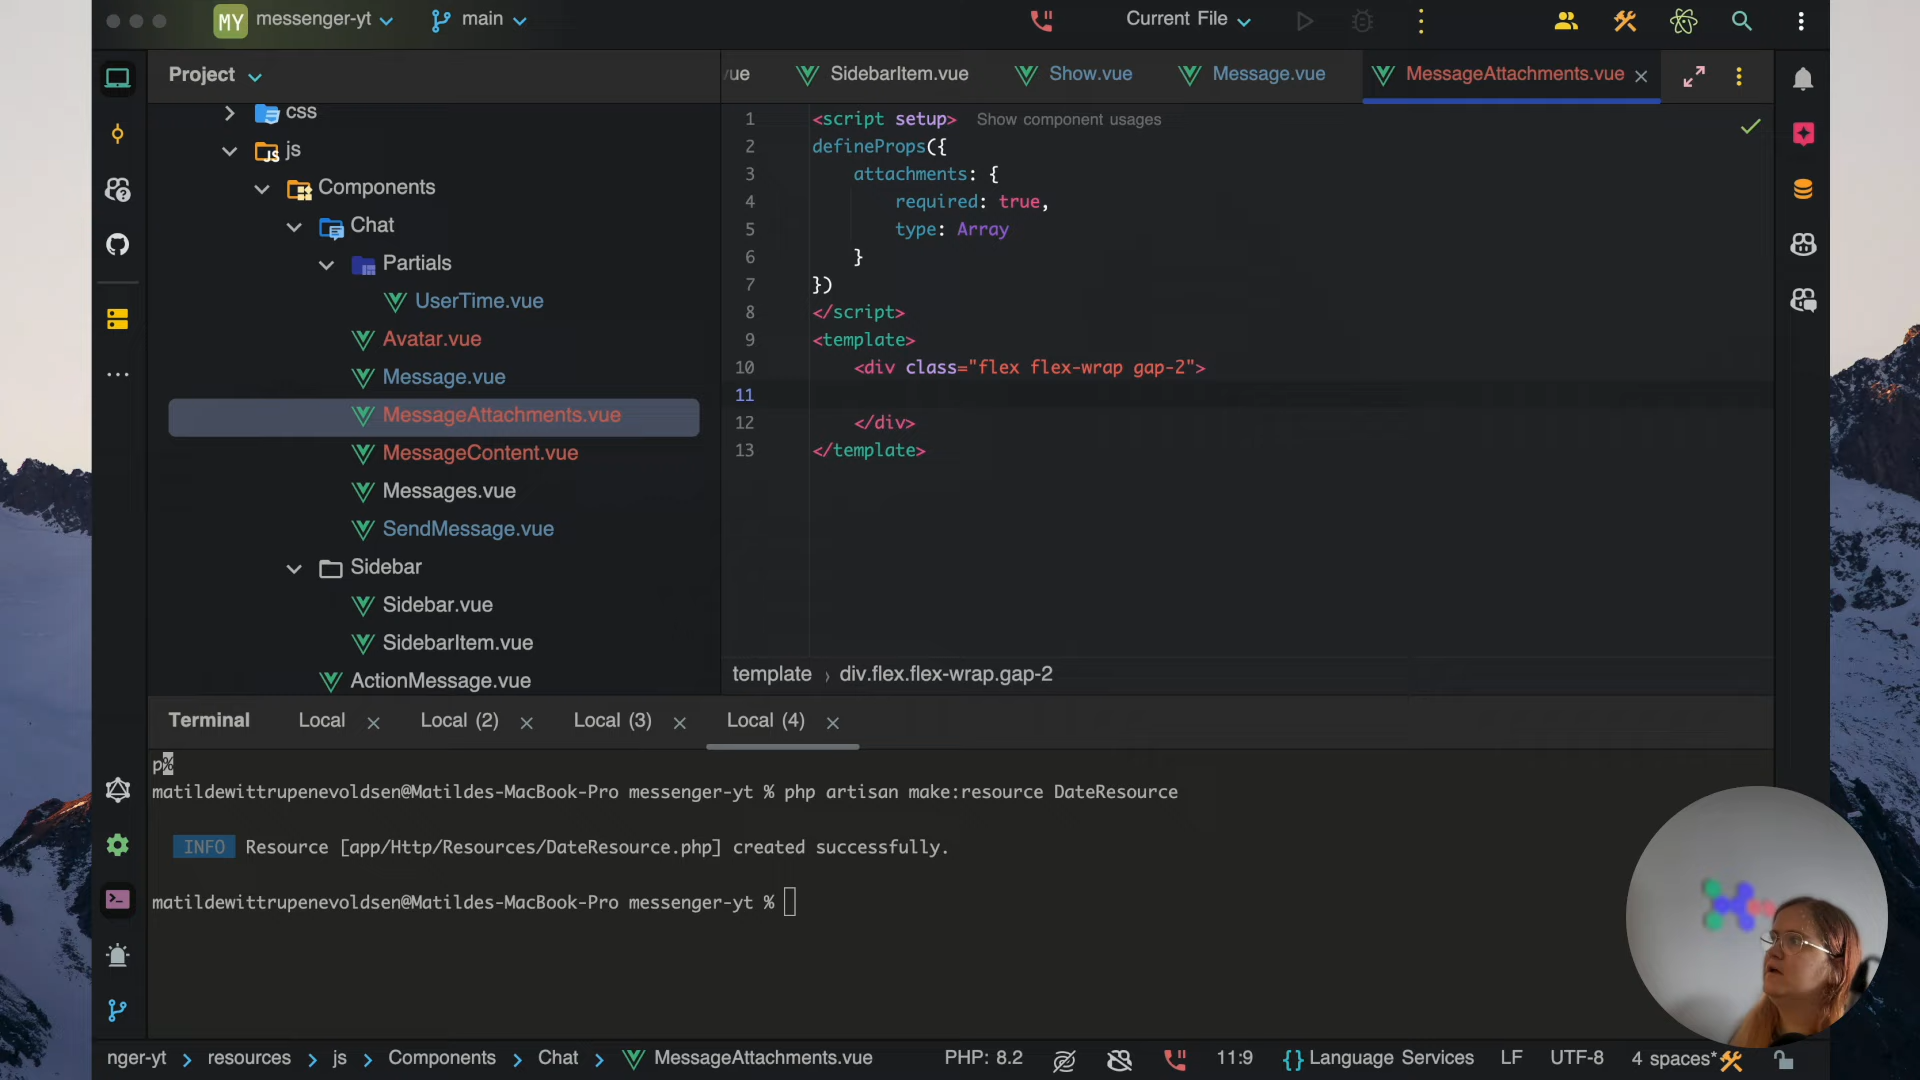 MY messenger-yt main Current File
Project
vue SidebarItem.vue Show.vue Message.vue MessageAttachments.vue
css
JS js
Components
Chat
Partials
UserTime.vue
Avatar.vue
Message.vue
MessageAttachments.vue
MessageContent.vue
Messages.vue
SendMessage.vue
Sidebar
Sidebar.vue
SidebarItem.vue
ActionMessage.vue
1 <script setup> Show component usages
2 defineProps({
3 attachments: {
4 required: true,
5 type: Array
6 }
7 })
8 </script>
9 <template>
10 <div class="flex flex-wrap gap-2">
11
12 </div>
13 </template>
template › div.flex.flex-wrap.gap-2
Terminal Local Local (2) Local (3) Local (4)
p%
matildewittrupenevoldsen@Matildes-MacBook-Pro messenger-yt % php artisan make:resource DateResource
INFO Resource [app/Http/Resources/DateResource.php] created successfully.
matildewittrupenevoldsen@Matildes-MacBook-Pro messenger-yt %
nger-yt > resources > js > Components > Chat > MessageAttachments.vue PHP: 8.2 11:9 {} Language Services LF UTF-8 4 spaces*